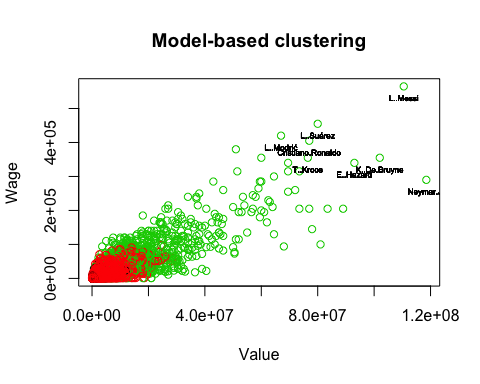 Model-based clustering
Wage
4e+05
2e+05
0e+00
L..Messi
L..Suárez
L..Modrić
Cristiano.Ronaldo
T..Kroos
K..De.Bruyne
E..Hazard
Neymar..
0.0e+00 4.0e+07 8.0e+07 1.2e+08
Value